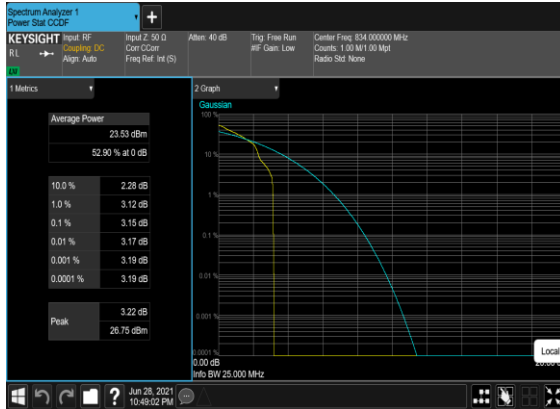 Spectrum Analyzer 1
Power Stat CCDF
+
KEYSIGHT
RL
Input: RF
Coupling: DC
Align: Auto
Input Z: 50 Ω
Corr CCorr
Freq Ref: Int (S)
Atten: 40 dB
Trig: Free Run
#IF Gain: Low
Center Freq: 834.000000 MHz
Counts: 1.00 M/1.00 Mpt
Radio Std: None
LU
1 Metrics
Average Power
23.53 dBm
52.90 % at 0 dB
10.0 % 2.28 dB
1.0 % 3.12 dB
0.1 % 3.15 dB
0.01 % 3.17 dB
0.001 % 3.19 dB
0.0001 % 3.19 dB
Peak
3.22 dB
26.75 dBm
2 Graph
Gaussian
100 %
10 %
1 %
0.1 %
0.01 %
0.001 %
0.0001 %
0.00 dB
Info BW 25.000 MHz
Local
?
Jun 28, 2021
10:49:02 PM